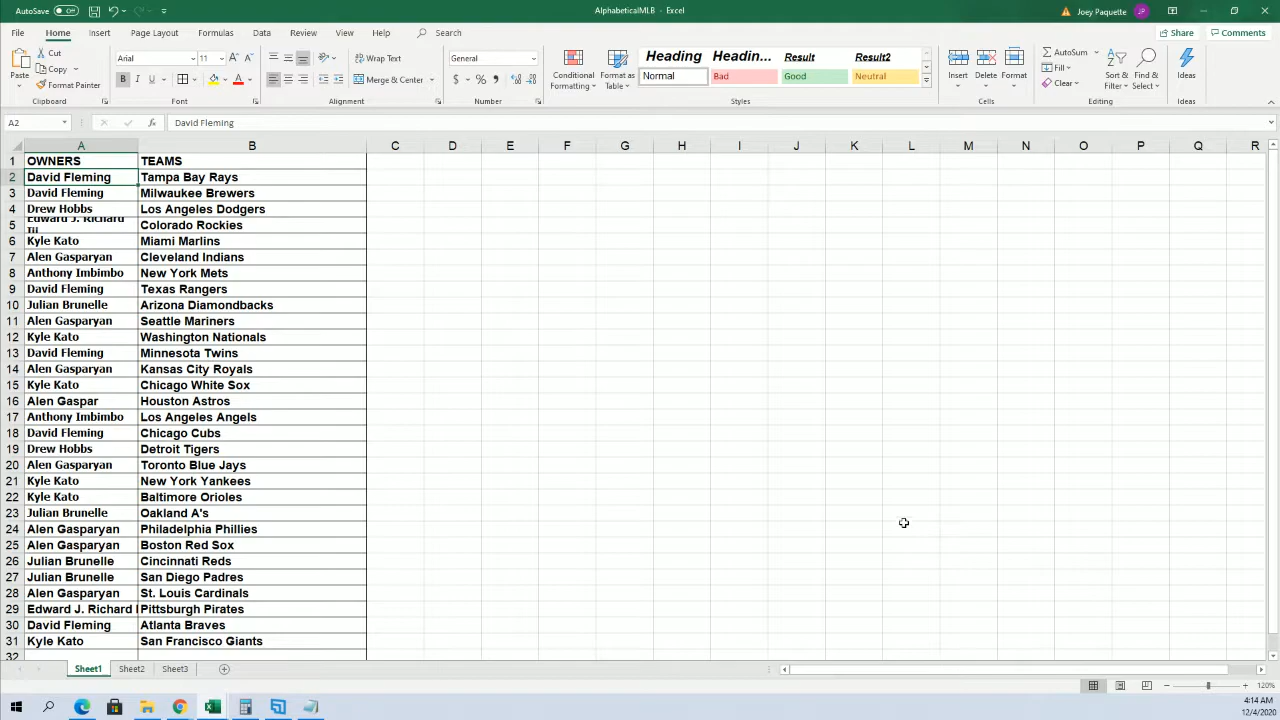 AutoSave Off AlphabeticalMLB - Excel Joey Paquette JP
File Home Insert Page Layout Formulas Data Review View Help Search Share Comments
Paste Cut Copy Format Painter Clipboard
Arial 11 A A B I U A Font
Wrap Text Merge & Center Alignment
General $ % , Number
Conditional Formatting Format as Table
Heading Headin... Result Result2
Normal Bad Good Neutral
Styles
Insert Delete Format Cells
AutoSum Fill Clear Sort & Filter Find & Select Editing
Ideas Ideas
A2 fx David Fleming
A B C D E F G H I J K L M N O P Q R
1 OWNERS TEAMS
2 David Fleming Tampa Bay Rays
3 David Fleming Milwaukee Brewers
4 Drew Hobbs Los Angeles Dodgers
5 Edward J. Richard Iii Colorado Rockies
6 Kyle Kato Miami Marlins
7 Alen Gasparyan Cleveland Indians
8 Anthony Imbimbo New York Mets
9 David Fleming Texas Rangers
10 Julian Brunelle Arizona Diamondbacks
11 Alen Gasparyan Seattle Mariners
12 Kyle Kato Washington Nationals
13 David Fleming Minnesota Twins
14 Alen Gasparyan Kansas City Royals
15 Kyle Kato Chicago White Sox
16 Alen Gaspar Houston Astros
17 Anthony Imbimbo Los Angeles Angels
18 David Fleming Chicago Cubs
19 Drew Hobbs Detroit Tigers
20 Alen Gasparyan Toronto Blue Jays
21 Kyle Kato New York Yankees
22 Kyle Kato Baltimore Orioles
23 Julian Brunelle Oakland A's
24 Alen Gasparyan Philadelphia Phillies
25 Alen Gasparyan Boston Red Sox
26 Julian Brunelle Cincinnati Reds
27 Julian Brunelle San Diego Padres
28 Alen Gasparyan St. Louis Cardinals
29 Edward J. Richard I Pittsburgh Pirates
30 David Fleming Atlanta Braves
31 Kyle Kato San Francisco Giants
32
Sheet1 Sheet2 Sheet3
120%
4:14 AM
12/4/2020